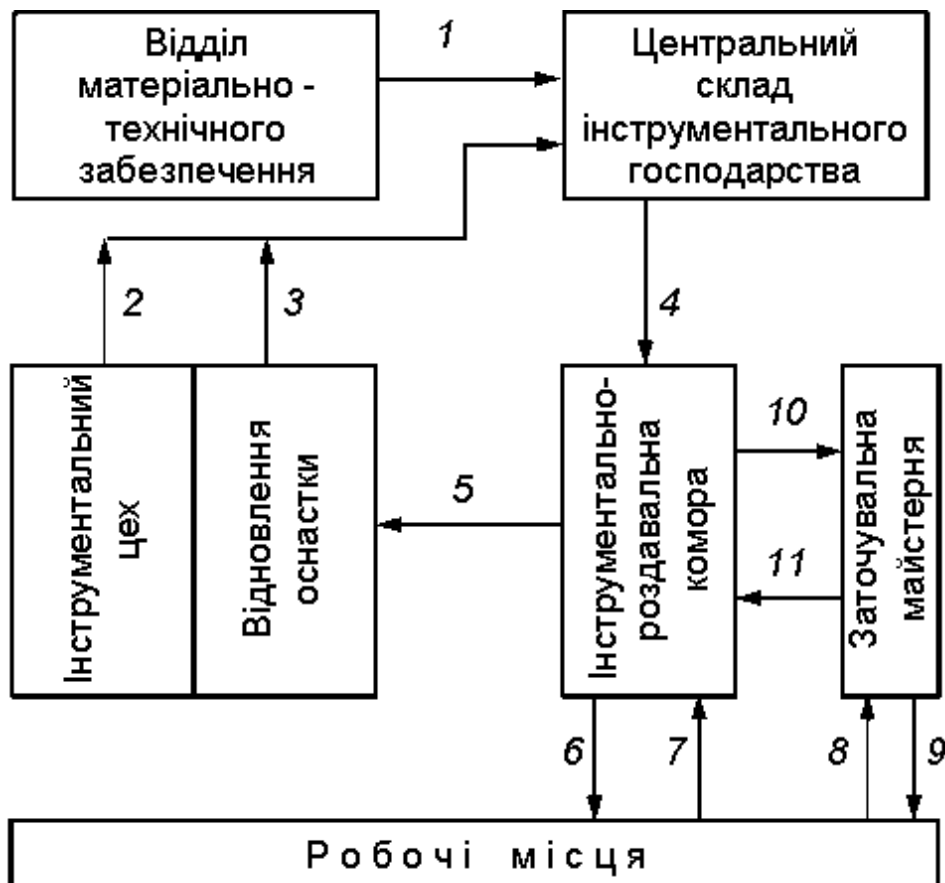 Відділ
матеріально -
технічного
забезпечення
1
Центральний
склад
інструментального
господарства
2
3
4
Інструментальний
цех
Відновлення
оснастки
5
Інструментально-
роздавальна
комора
10
11
Заточувальна
майстерня
6
7
8
9
Робочі місця